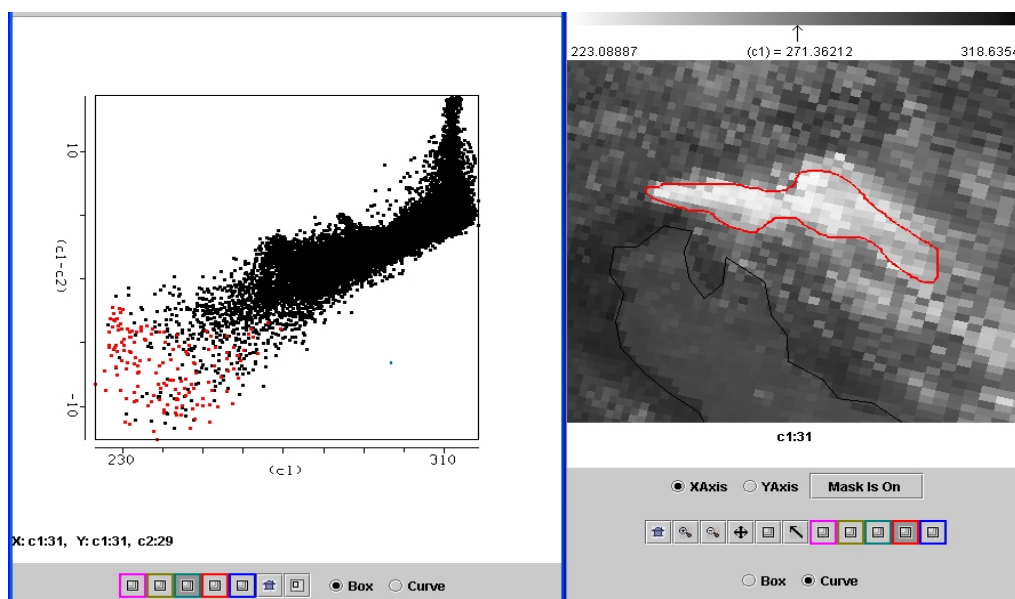 10
(c1-c2)
-10
230
310
(c1)
X: c1:31, Y: c1:31, c2:29
Box
Curve
223.08887
(c1) = 271.36212
318.6354
c1:31
XAxis
YAxis
Mask Is On
Box
Curve